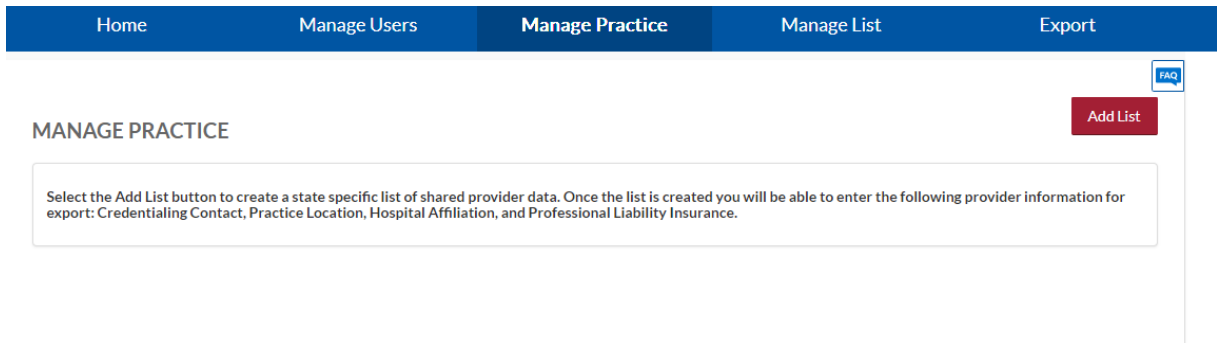 Home Manage Users Manage Practice Manage List Export
FAQ
Add List
MANAGE PRACTICE
Select the Add List button to create a state specific list of shared provider data. Once the list is created you will be able to enter the following provider information for
export: Credentialing Contact, Practice Location, Hospital Affiliation, and Professional Liability Insurance.